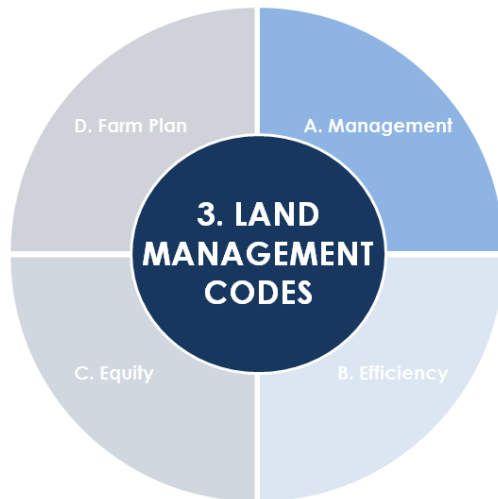 D. Farm Plan
A. Management
3. LAND
MANAGEMENT
CODES
C. Equity
B. Efficiency